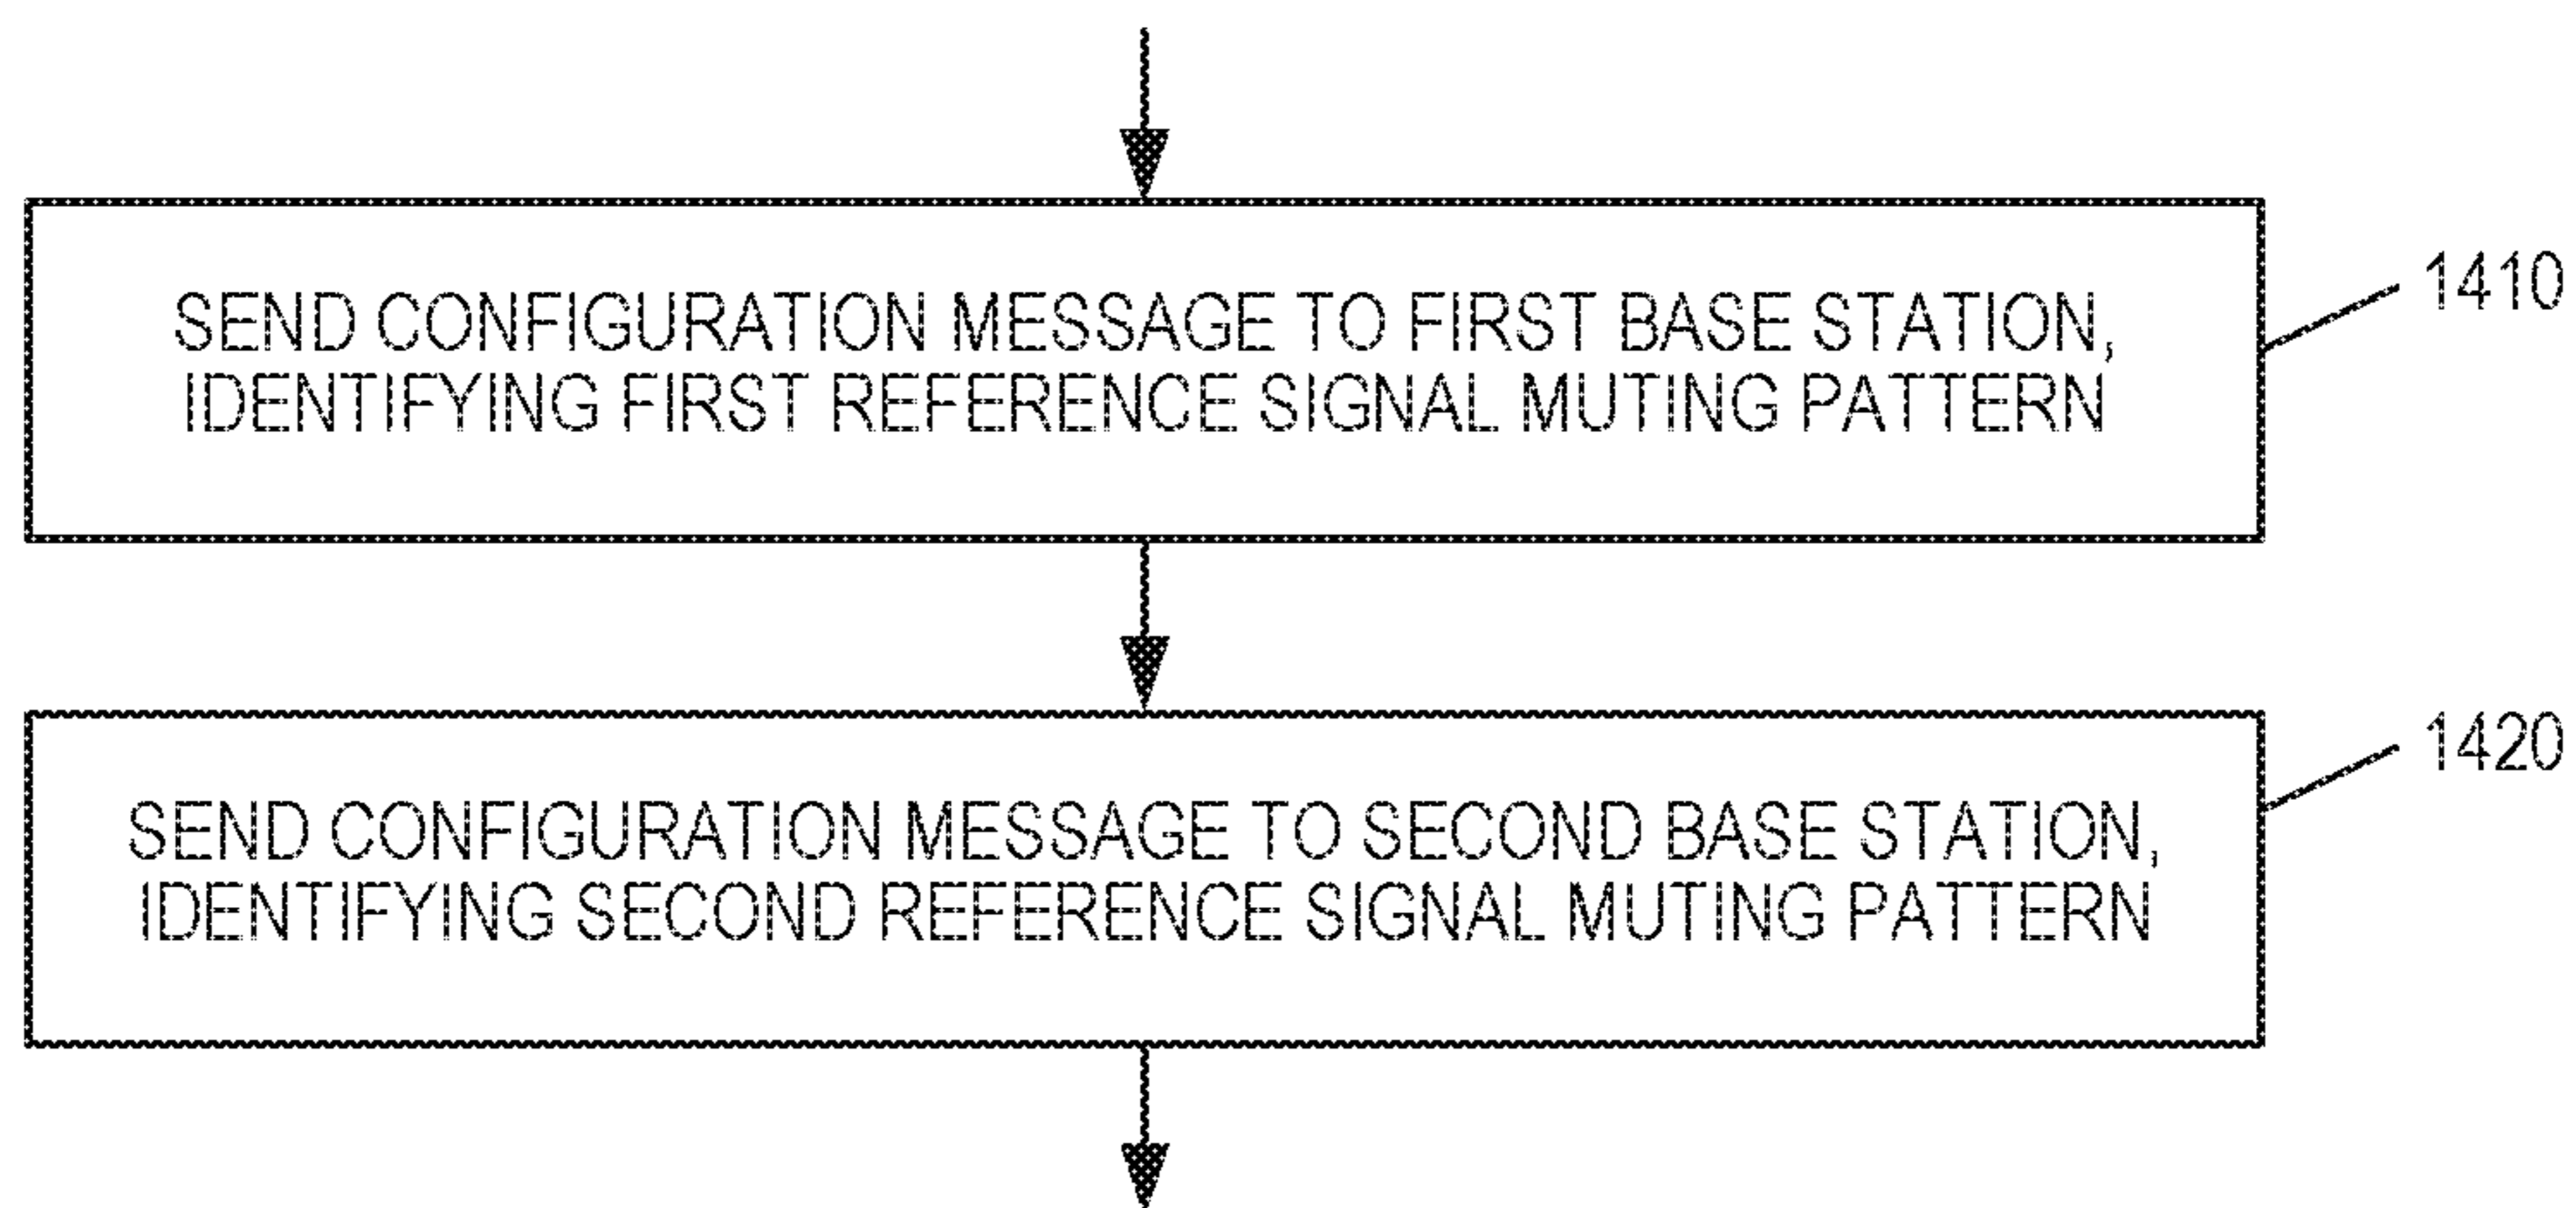 SEND CONFIGURATION MESSAGE TO FIRST BASE STATION,
IDENTIFYING FIRST REFERENCE SIGNAL MUTING PATTERN
1410
SEND CONFIGURATION MESSAGE TO SECOND BASE STATION,
IDENTIFYING SECOND REFERENCE SIGNAL MUTING PATTERN
1420